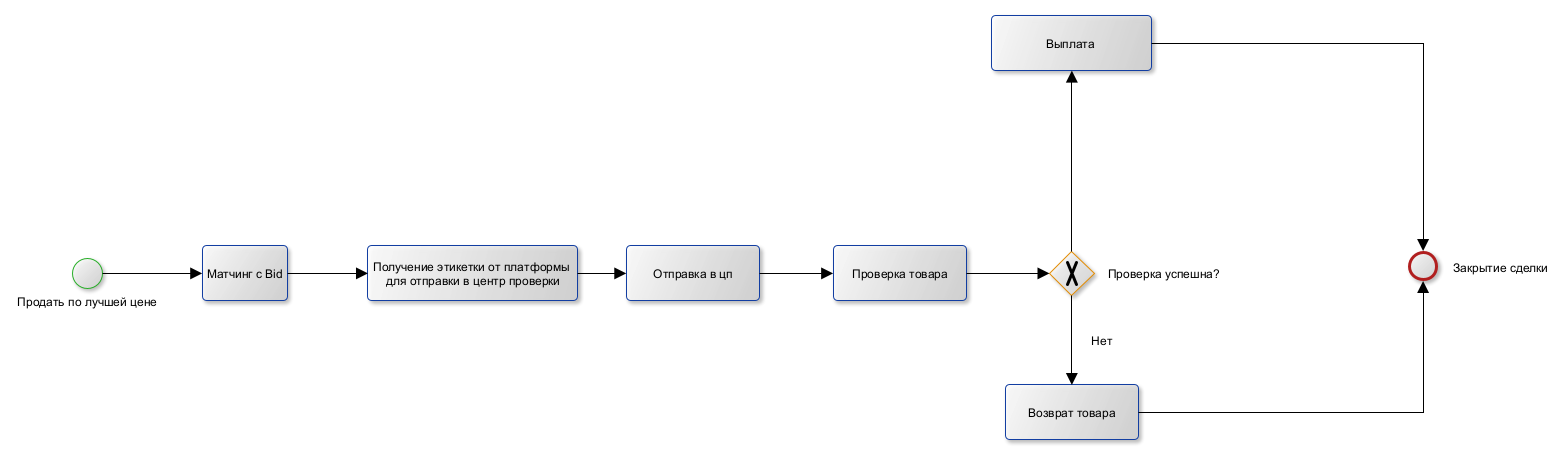 Выплата
Продать по лучшей цене
Матчинг с Bid
Получение этикетки от платформы
для отправки в центр проверки
Отправка в цп
Проверка товара
Проверка успешна?
Закрытие сделки
Нет
Возврат товара